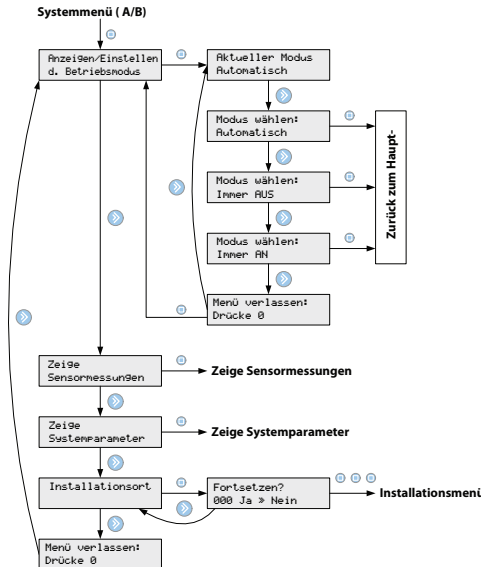 Systemmenü ( A/B)
Anzeigen/Einstellen
d. Betriebsmodus
Aktueller Modus
Automatisch
Modus wählen:
Automatisch
Modus wählen:
Immer AUS
Modus wählen:
Immer AN
Menü verlassen:
Drücke 0
Zurück zum Haupt-
Zeige
Sensormessungen
Zeige Sensormessungen
Zeige
Systemparameter
Zeige Systemparameter
Installationsort
Fortsetzen?
000 Ja » Nein
Installationsmenü
Menü verlassen:
Drücke 0